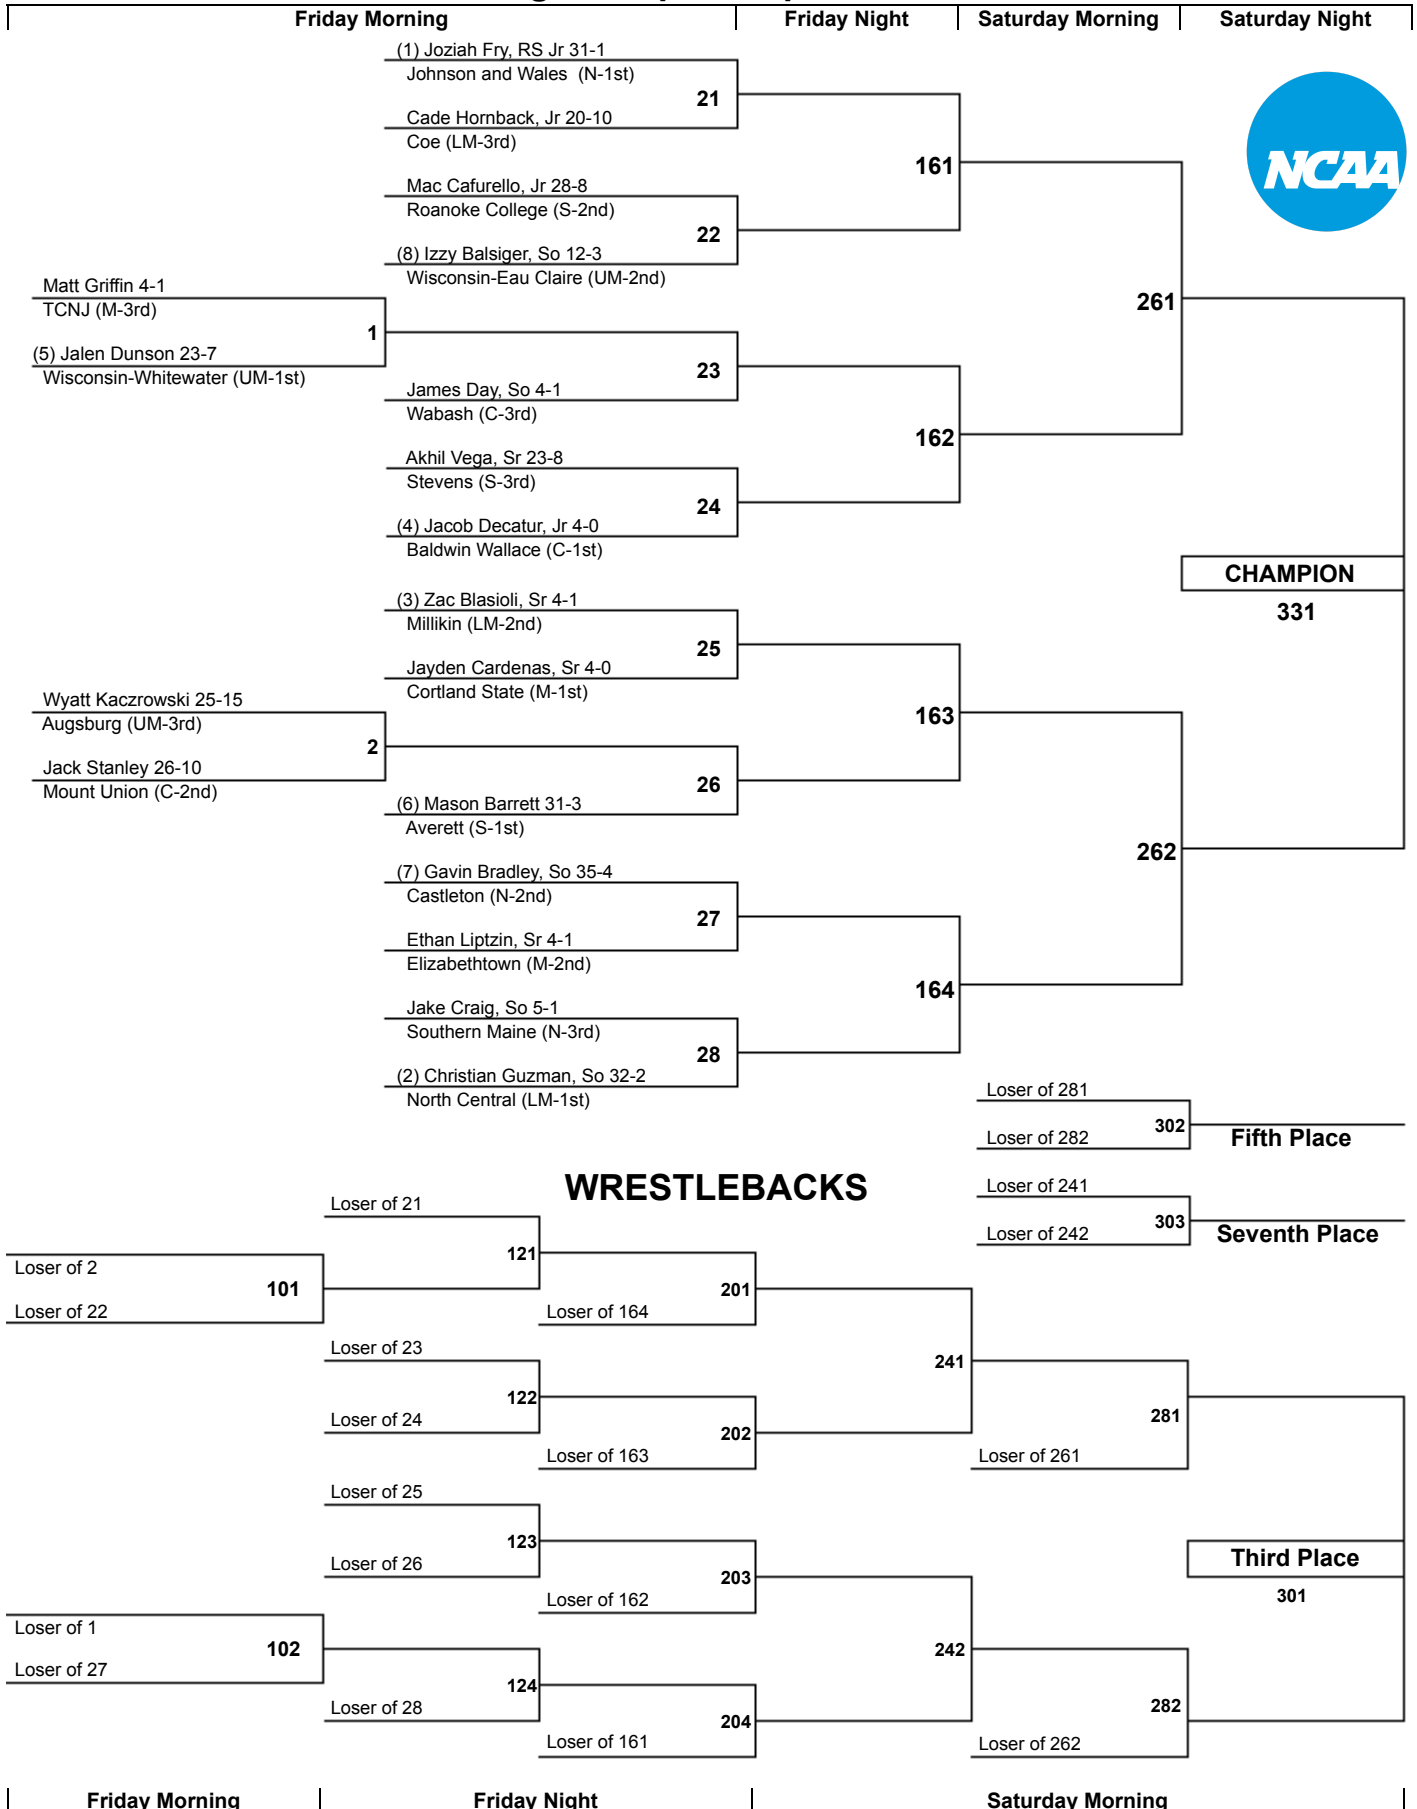 Friday Morning
Friday Night
Saturday Morning
Saturday Night
(1) Joziah Fry, RS Jr 31-1
Johnson and Wales (N-1st)
21
Cade Hornback, Jr 20-10
Coe (LM-3rd)
161
NCAA
Mac Cafurello, Jr 28-8
Roanoke College (S-2nd)
22
(8) Izzy Balsiger, So 12-3
Wisconsin-Eau Claire (UM-2nd)
Matt Griffin 4-1
TCNJ (M-3rd)
261
1
(5) Jalen Dunson 23-7
Wisconsin-Whitewater (UM-1st)
23
James Day, So 4-1
Wabash (C-3rd)
162
Akhil Vega, Sr 23-8
Stevens (S-3rd)
24
(4) Jacob Decatur, Jr 4-0
Baldwin Wallace (C-1st)
CHAMPION
331
(3) Zac Blasioli, Sr 4-1
Millikin (LM-2nd)
25
Jayden Cardenas, Sr 4-0
Cortland State (M-1st)
Wyatt Kaczrowski 25-15
Augsburg (UM-3rd)
163
2
Jack Stanley 26-10
Mount Union (C-2nd)
26
(6) Mason Barrett 31-3
Averett (S-1st)
262
(7) Gavin Bradley, So 35-4
Castleton (N-2nd)
27
Ethan Liptzin, Sr 4-1
Elizabethtown (M-2nd)
164
Jake Craig, So 5-1
Southern Maine (N-3rd)
28
(2) Christian Guzman, So 32-2
North Central (LM-1st)
Loser of 281
302
Loser of 282
Fifth Place
WRESTLEBACKS
Loser of 241
303
Loser of 242
Seventh Place
Loser of 21
121
Loser of 2
101
Loser of 22
201
Loser of 164
Loser of 23
241
122
Loser of 24
202
Loser of 163
281
Loser of 261
Loser of 25
123
Loser of 26
203
Loser of 162
Third Place
301
Loser of 1
102
Loser of 27
242
124
Loser of 28
204
Loser of 161
282
Loser of 262
Friday Morning
Friday Night
Saturday Morning